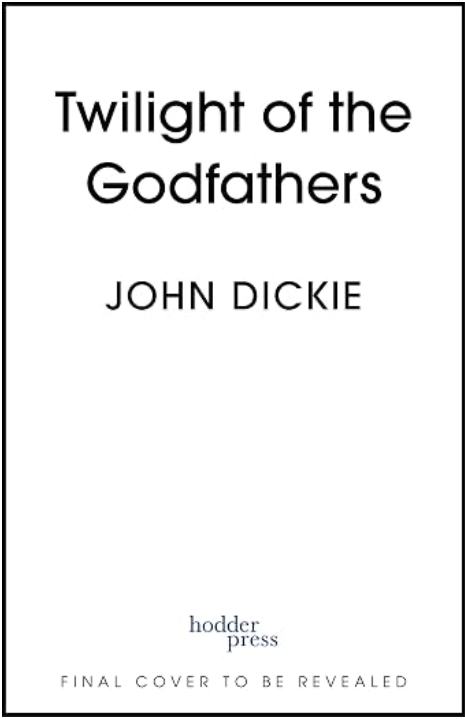 Twilight of the
Godfathers
JOHN DICKIE
hodder
press
FINAL COVER TO BE REVEALED